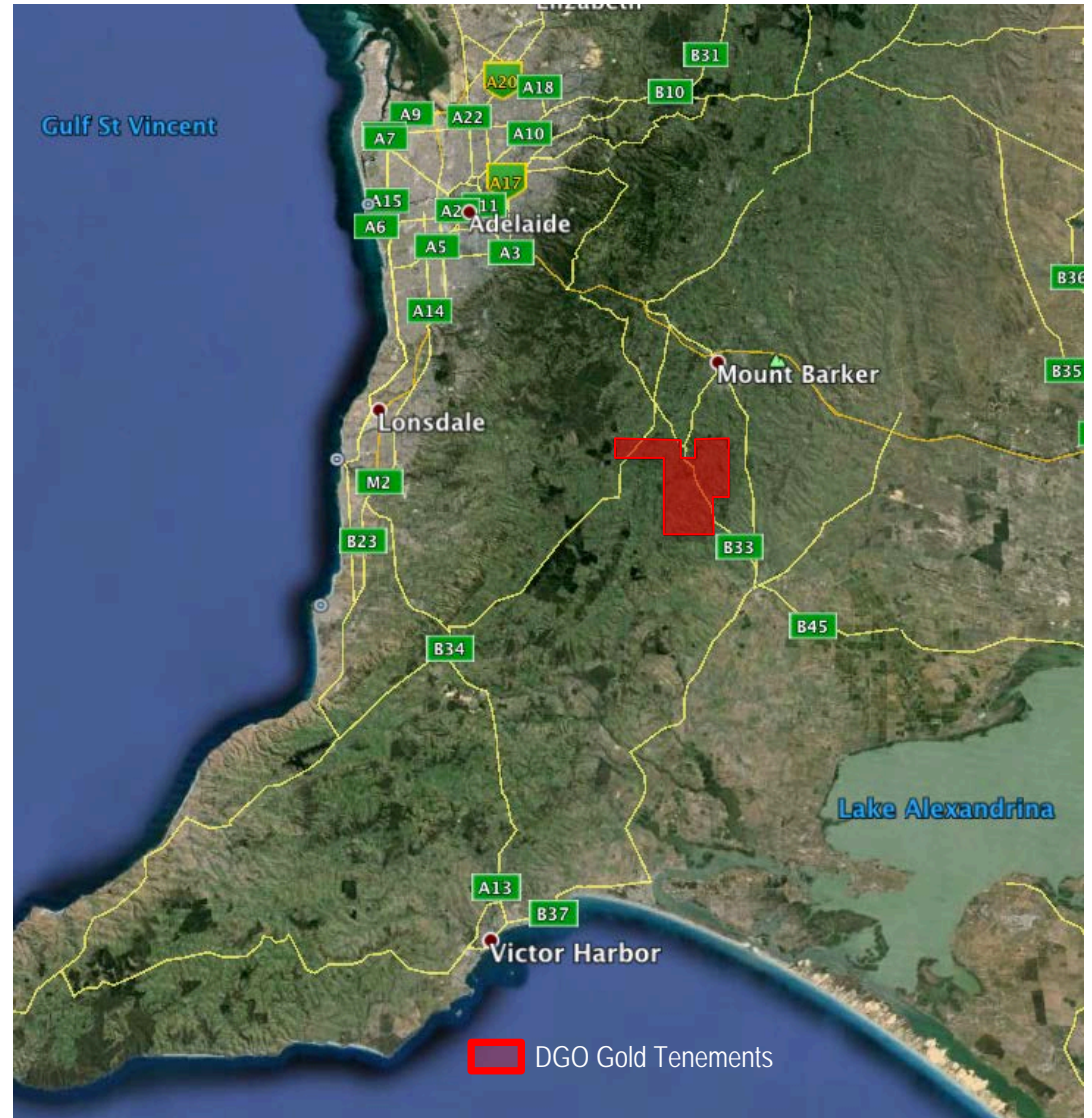 Elizabeth
B31
A20
A18
B10
Gulf St Vincent
A9
A22
A7
A10
A17
A15
A2
11
Adelaide
A6
A5
A3
B36
A14
Mount Barker
B35
Lonsdale
M2
B23
B33
B45
B34
Lake Alexandrina
A13
B37
Victor Harbor
DGO Gold Tenements